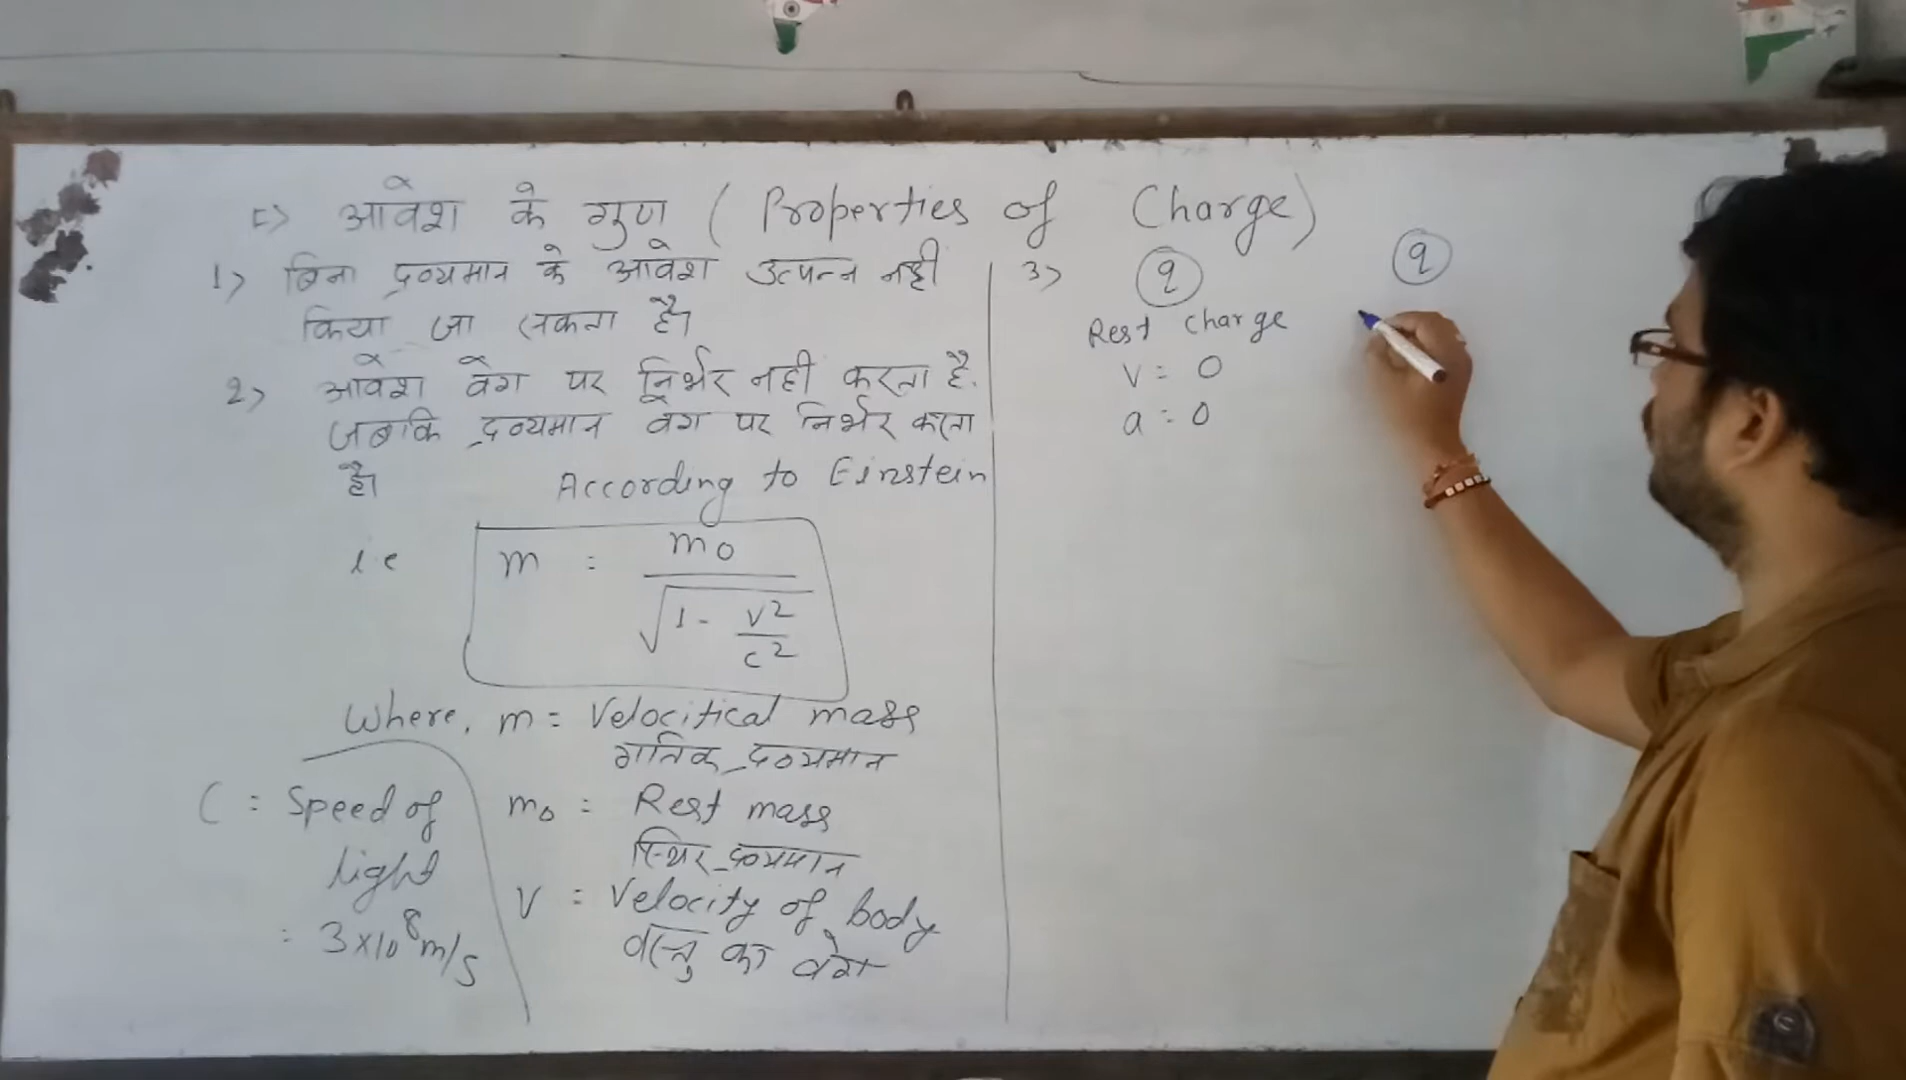 => आवेश के गुण (Properties of Charge)
1> बिना द्रव्यमान के आवेश उत्पन्न नही
किया जा सकता है।
2> आवेश वेग पर निर्भर नही करता है.
जबकि द्रव्यमान वेग पर निर्भर करता
है।
According to Einstein
i.e m = m₀ / √(1 - v²/c²)
Where, m = Velocitical mass
गतिक द्रव्यमान
m₀ = Rest mass
स्थिर द्रव्यमान
V = Velocity of body
वस्तु का वेग
C = Speed of
light
= 3×10⁸ m/s
3> q q
Rest charge
V = 0
a = 0